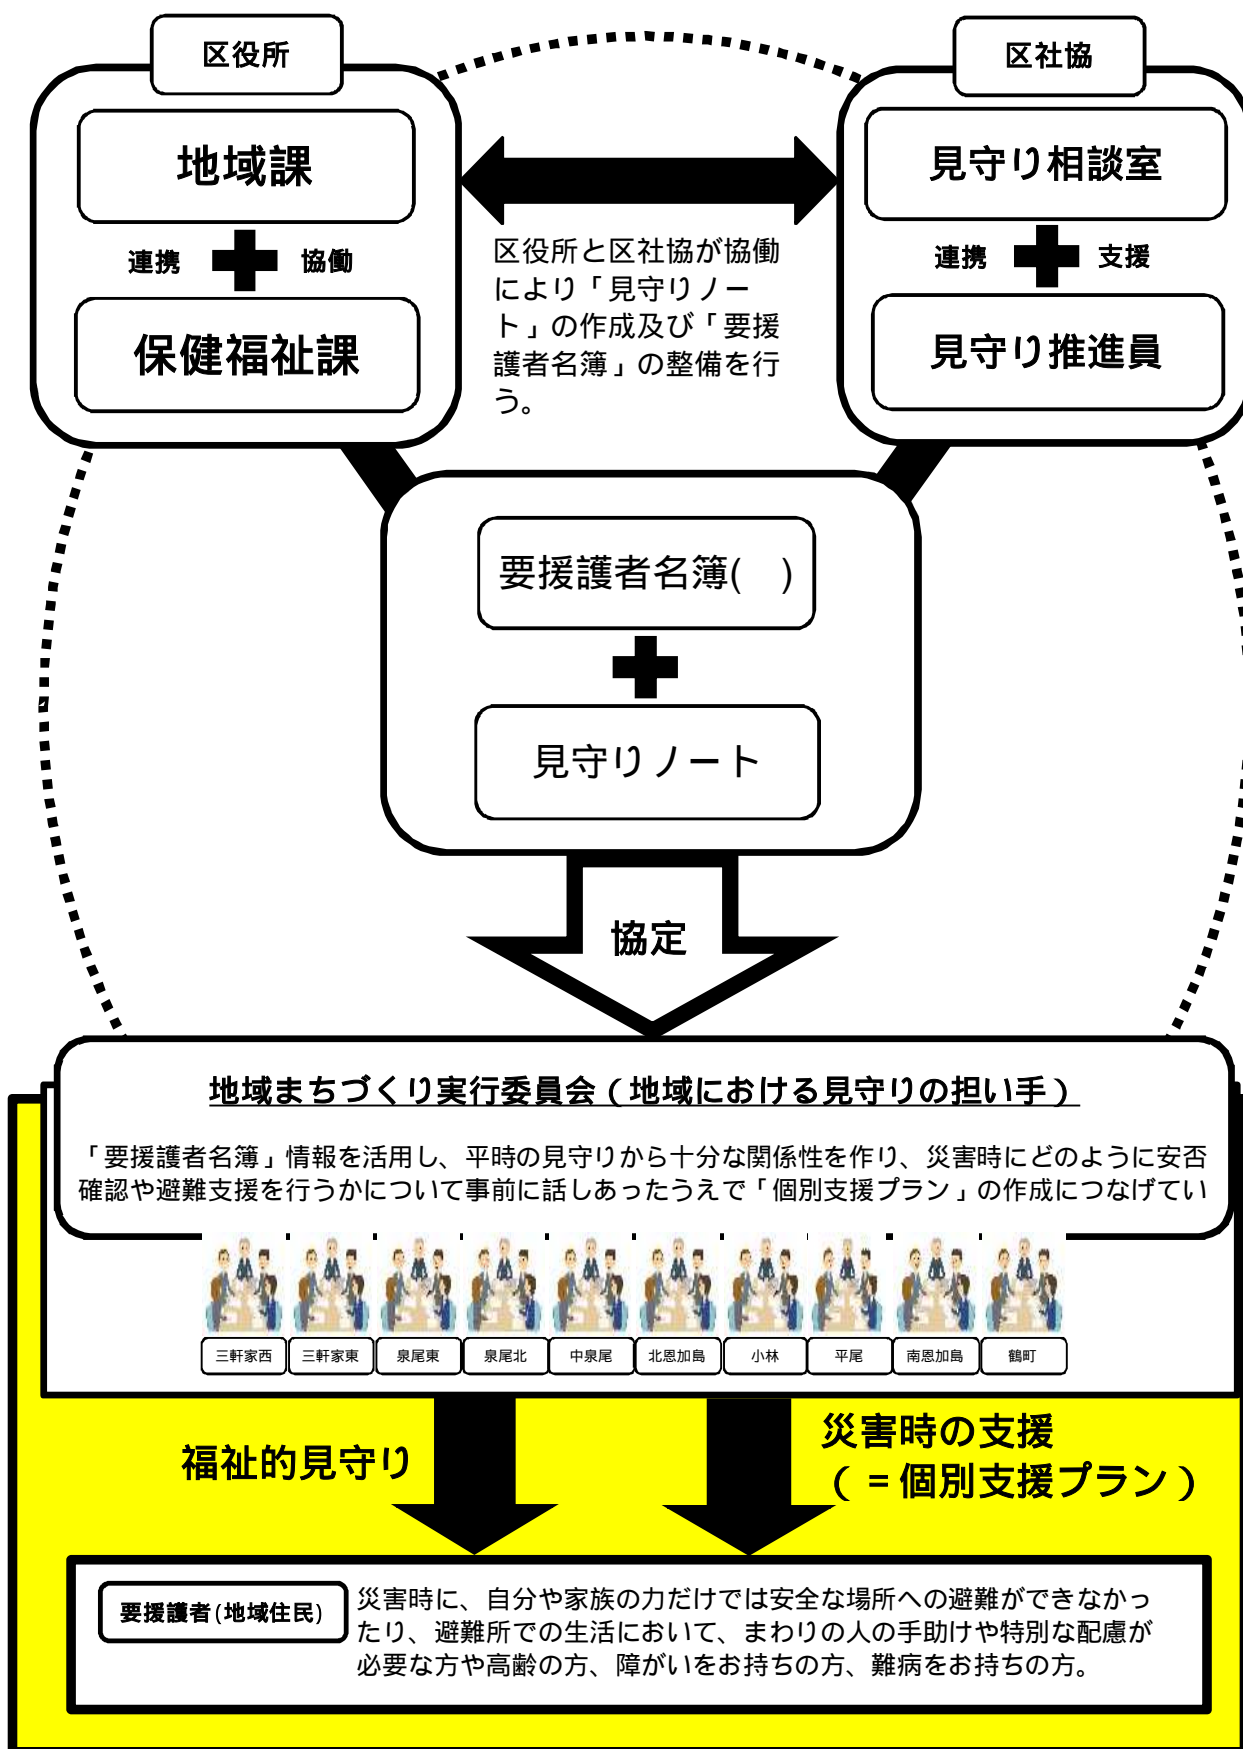 区役所
区社協
地域課
連携 協働
保健福祉課
見守り相談室
連携 支援
見守り推進員
区役所と区社協が協働
により「見守りノー
ト」の作成及び「要援
護者名簿」の整備を行
う。
要援護者名簿( )
見守りノート
協定
地域まちづくり実行委員会(地域における見守りの担い手)
「要援護者名簿」情報を活用し、平時の見守りから十分な関係性を作り、災害時にどのように安否
確認や避難支援を行うかについて事前に話しあったうえで「個別支援プラン」の作成につなげてい
三軒家西 三軒家東 泉尾東 泉尾北 中泉尾 北恩加島 小林 平尾 南恩加島 鶴町
福祉的見守り
災害時の支援
(=個別支援プラン)
要援護者(地域住民)
災害時に、自分や家族の力だけでは安全な場所への避難ができなかっ
たり、避難所での生活において、まわりの人の手助けや特別な配慮が
必要な方や高齢の方、障がいをお持ちの方、難病をお持ちの方。